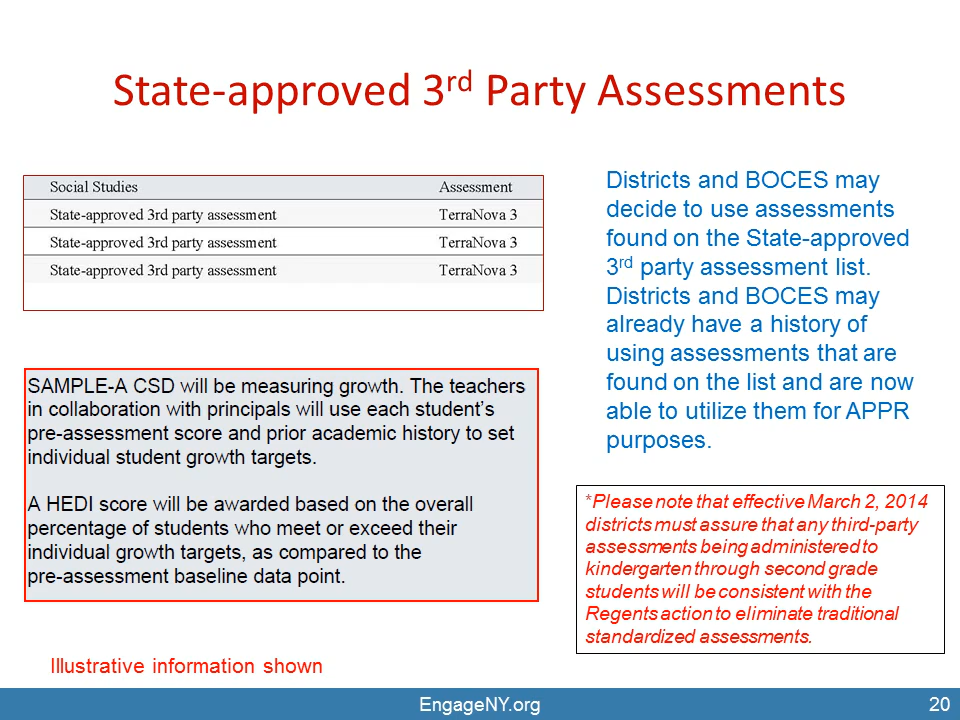 State-approved 3rd Party Assessments
Social Studies Assessment
State-approved 3rd party assessment TerraNova 3
State-approved 3rd party assessment TerraNova 3
State-approved 3rd party assessment TerraNova 3
SAMPLE-A CSD will be measuring growth. The teachers
in collaboration with principals will use each student's
pre-assessment score and prior academic history to set
individual student growth targets.
A HEDI score will be awarded based on the overall
percentage of students who meet or exceed their
individual growth targets, as compared to the
pre-assessment baseline data point.
Illustrative information shown
Districts and BOCES may
decide to use assessments
found on the State-approved
3rd party assessment list.
Districts and BOCES may
already have a history of
using assessments that are
found on the list and are now
able to utilize them for APPR
purposes.
*Please note that effective March 2, 2014
districts must assure that any third-party
assessments being administered to
kindergarten through second grade
students will be consistent with the
Regents action to eliminate traditional
standardized assessments.
EngageNY.org 20